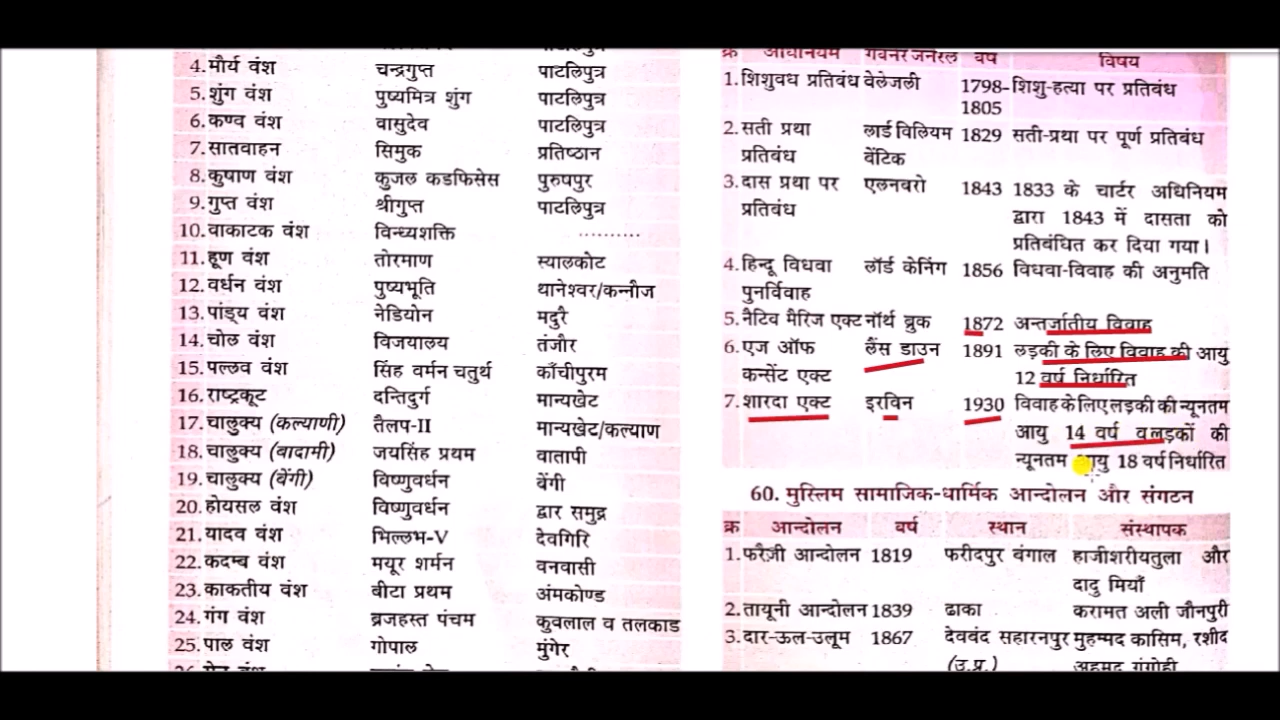 4. मौर्य वंश चन्द्रगुप्त पाटलिपुत्र
5. शुंग वंश पुष्यमित्र शुंग पाटलिपुत्र
6. कण्व वंश वासुदेव पाटलिपुत्र
7. सातवाहन सिमुक प्रतिष्ठान
8. कुषाण वंश कुजल कडफिसेस पुरुषपुर
9. गुप्त वंश श्रीगुप्त पाटलिपुत्र
10. वाकाटक वंश विन्ध्यशक्ति ..........
11. हूण वंश तोरमाण स्यालकोट
12. वर्धन वंश पुष्यभूति थानेश्वर/कन्नौज
13. पांड्य वंश नेडियोन मदुरै
14. चोल वंश विजयालय तंजौर
15. पल्लव वंश सिंह वर्मन चतुर्थ काँचीपुरम
16. राष्ट्रकूट दन्तिदुर्ग मान्यखेट
17. चालुक्य (कल्याणी) तैलप-II मान्यखेट/कल्याण
18. चालुक्य (वादामी) जयसिंह प्रथम वातापी
19. चालुक्य (बेंगी) विष्णुवर्धन बेंगी
20. होयसल वंश विष्णुवर्धन द्वार समुद्र
21. यादव वंश भिल्लभ-V देवगिरि
22. कदम्ब वंश मयूर शर्मन वनवासी
23. काकतीय वंश बीटा प्रथम अंमकोण्ड
24. गंग वंश ब्रजहस्त पंचम कुवलाल व तलकाड
25. पाल वंश गोपाल मुंगेर
क्र अधिनियम गवर्नर जनरल वर्ष विषय
1. शिशुवध प्रतिबंध वेलेजली 1798- शिशु-हत्या पर प्रतिबंध
1805
2. सती प्रथा लार्ड विलियम 1829 सती-प्रथा पर पूर्ण प्रतिबंध
प्रतिबंध वेंटिक
3. दास प्रथा पर एलनबरो 1843 1833 के चार्टर अधिनियम
प्रतिबंध द्वारा 1843 में दासता को
प्रतिबंधित कर दिया गया।
4. हिन्दू विधवा लॉर्ड केनिंग 1856 विधवा-विवाह की अनुमति
पुनर्विवाह
5. नैटिव मैरिज एक्ट नॉर्थ ब्रुक 1872 अन्तर्जातीय विवाह
6. एज ऑफ लैंस डाउन 1891 लड़की के लिए विवाह की आयु
कन्सेंट एक्ट 12 वर्ष निर्धारित
7. शारदा एक्ट इरविन 1930 विवाह के लिए लड़की की न्यूनतम
आयु 14 वर्ष व लड़कों की
न्यूनतम आयु 18 वर्ष निर्धारित
60. मुस्लिम सामाजिक-धार्मिक आन्दोलन और संगटन
क्र आन्दोलन वर्ष स्थान संस्थापक
1. फरैज़ी आन्दोलन 1819 फरीदपुर बंगाल हाजीशरीयतुला और
दादु मियाँ
2. तायूनी आन्दोलन 1839 ढाका करामत अली जौनपुरी
3. दार-ऊल-उलूम 1867 देवबंद सहारनपुर मुहम्मद कासिम, रशीद
(उ.प्र.) अहमद गंगोही